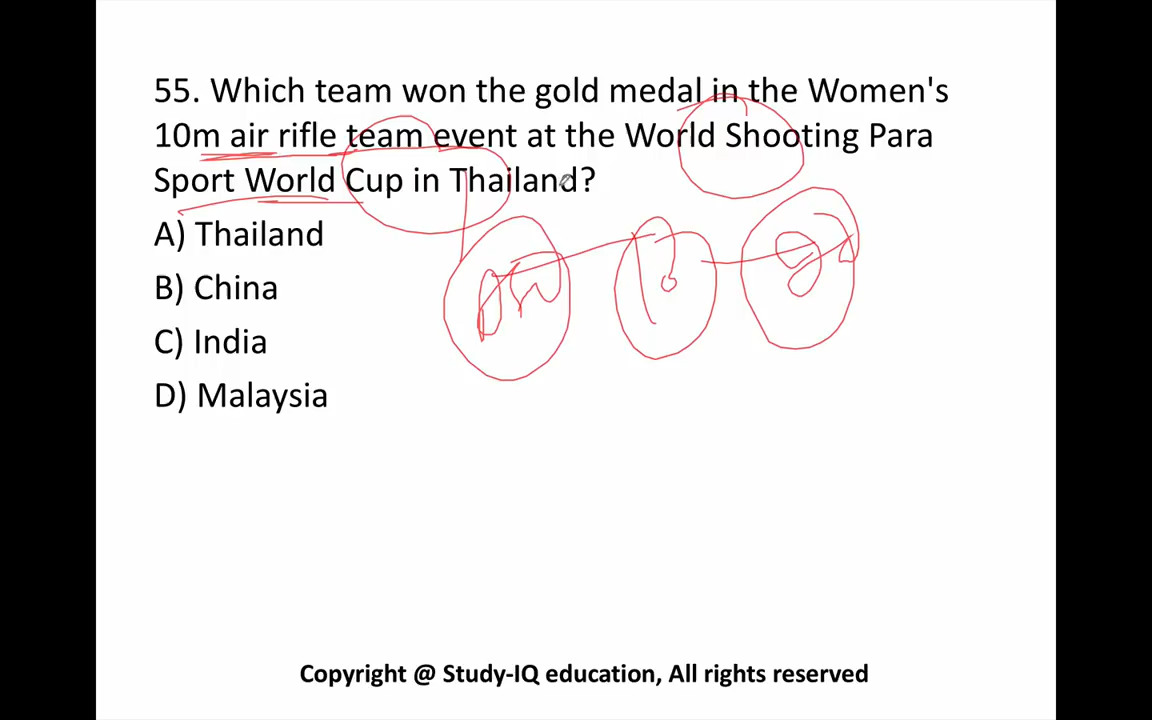 55. Which team won the gold medal in the Women's
10m air rifle team event at the World Shooting Para
Sport World Cup in Thailand?
A) Thailand
B) China
C) India
D) Malaysia
Copyright @ Study-IQ education, All rights reserved